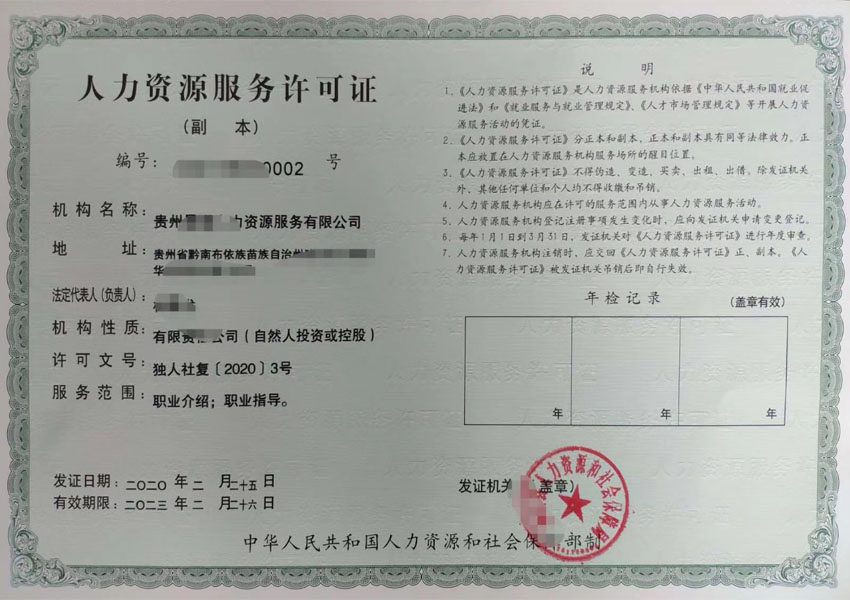 人力资源服务许可证
（副 本）
编号： 0002 号
机构名称：贵州 力资源服务有限公司
地 址：贵州省黔南布依族苗族自治州
华
法定代表人（负责人）：
机构性质：有限 公司（自然人投资或控股）
许可文号：独人社复〔2020〕3号
服务范围：职业介绍；职业指导。
发证日期：二〇二〇 年 二 月二十五日
有效期限：二〇二三 年 二 月二十六日
说 明
1、《人力资源服务许可证》是人力资源服务机构依据《中华人民共和国就业促
进法》和《就业服务与就业管理规定》、《人才市场管理规定》等开展人力资
源服务活动的凭证。
2、《人力资源服务许可证》分正本和副本，正本和副本具有同等法律效力。正
本应放置在人力资源服务机构服务场所的醒目位置。
3、《人力资源服务许可证》不得伪造、变造、买卖、出租、出借。除发证机关
外，其他任何单位和个人均不得收缴和吊销。
4、人力资源服务机构应在许可的服务范围内从事人力资源服务活动。
5、人力资源服务机构登记注册事项发生变化时，应向发证机关申请变更登记。
6、每年1月1日到3月31日，发证机关对《人力资源服务许可证》进行年度审查。
7、人力资源服务机构注销时，应交回《人力资源服务许可证》正、副本。《人
力资源服务许可证》被发证机关吊销后即自行失效。
年检记录 （盖章有效）
年 年 年
发证机关（盖章）
人力资源和社会保障局
中华人民共和国人力资源和社会保 部制